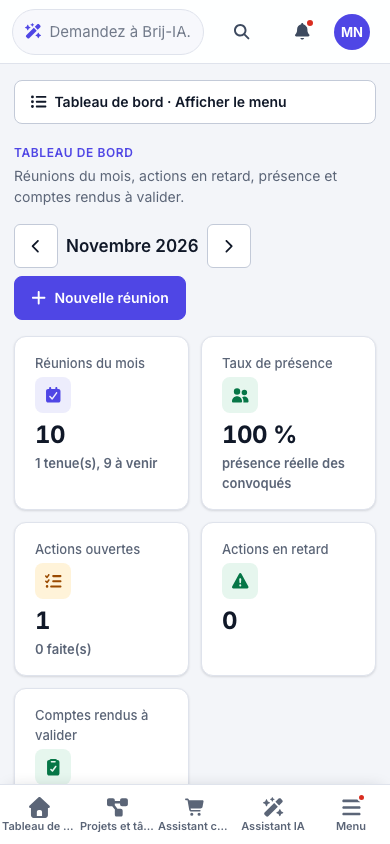 Demandez à Brij-IA.
MN
Tableau de bord · Afficher le menu
TABLEAU DE BORD
Réunions du mois, actions en retard, présence et
comptes rendus à valider.
Novembre 2026
Nouvelle réunion
Réunions du mois
10
1 tenue(s), 9 à venir
Taux de présence
100 %
présence réelle des
convoqués
Actions ouvertes
1
0 faite(s)
Actions en retard
0
Comptes rendus à
valider
Tableau de ...
Projets et tâ...
Assistant c...
Assistant IA
Menu